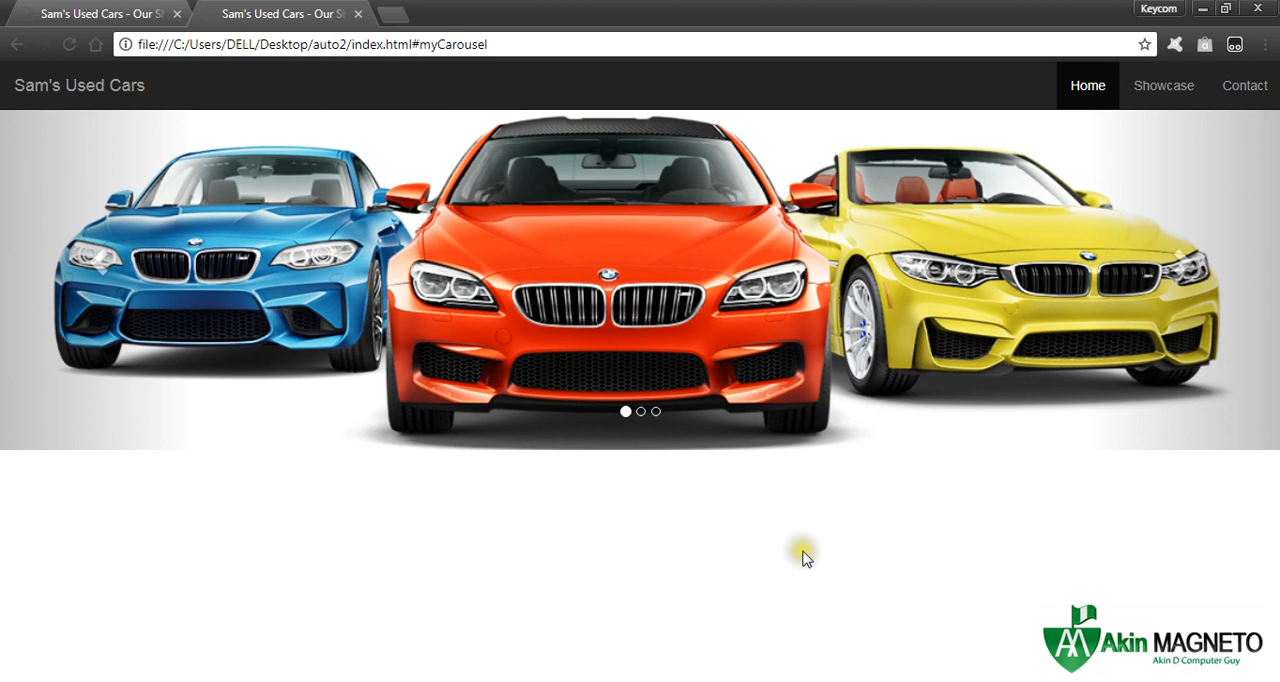 Sam's Used Cars - Our S
Sam's Used Cars - Our S
Keycom
file:///C:/Users/DELL/Desktop/auto2/index.html#myCarousel
Sam's Used Cars
Home
Showcase
Contact
Akin MAGNETO
Akin D Computer Guy